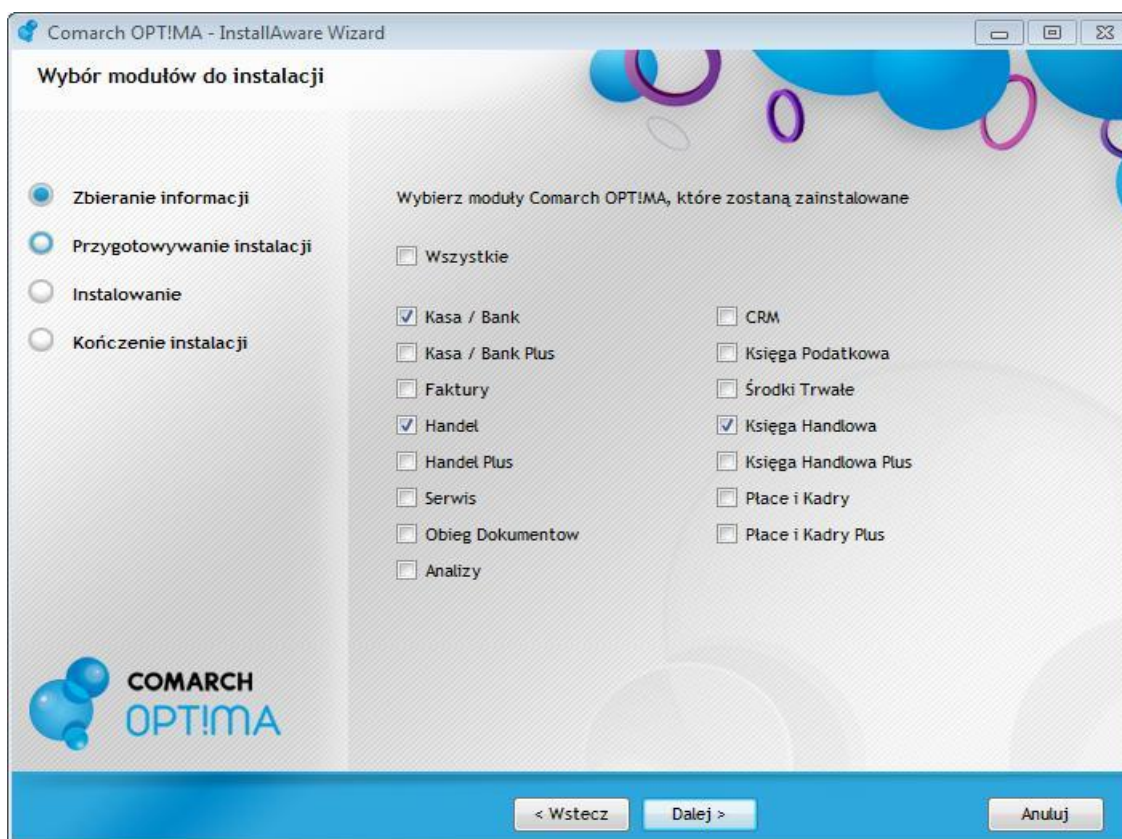 Comarch OPT!MA - InstallAware Wizard
Wybór modułów do instalacji
Zbieranie informacji
Przygotowywanie instalacji
Instalowanie
Kończenie instalacji
Wybierz moduły Comarch OPT!MA, które zostaną zainstalowane
Wszystkie
Kasa / Bank
Kasa / Bank Plus
Faktury
Handel
Handel Plus
Serwis
Obieg Dokumentow
Analizy
CRM
Księga Podatkowa
Środki Trwałe
Księga Handlowa
Księga Handlowa Plus
Płace i Kadry
Płace i Kadry Plus
COMARCH
OPT!MA
< Wstecz
Dalej >
Anuluj